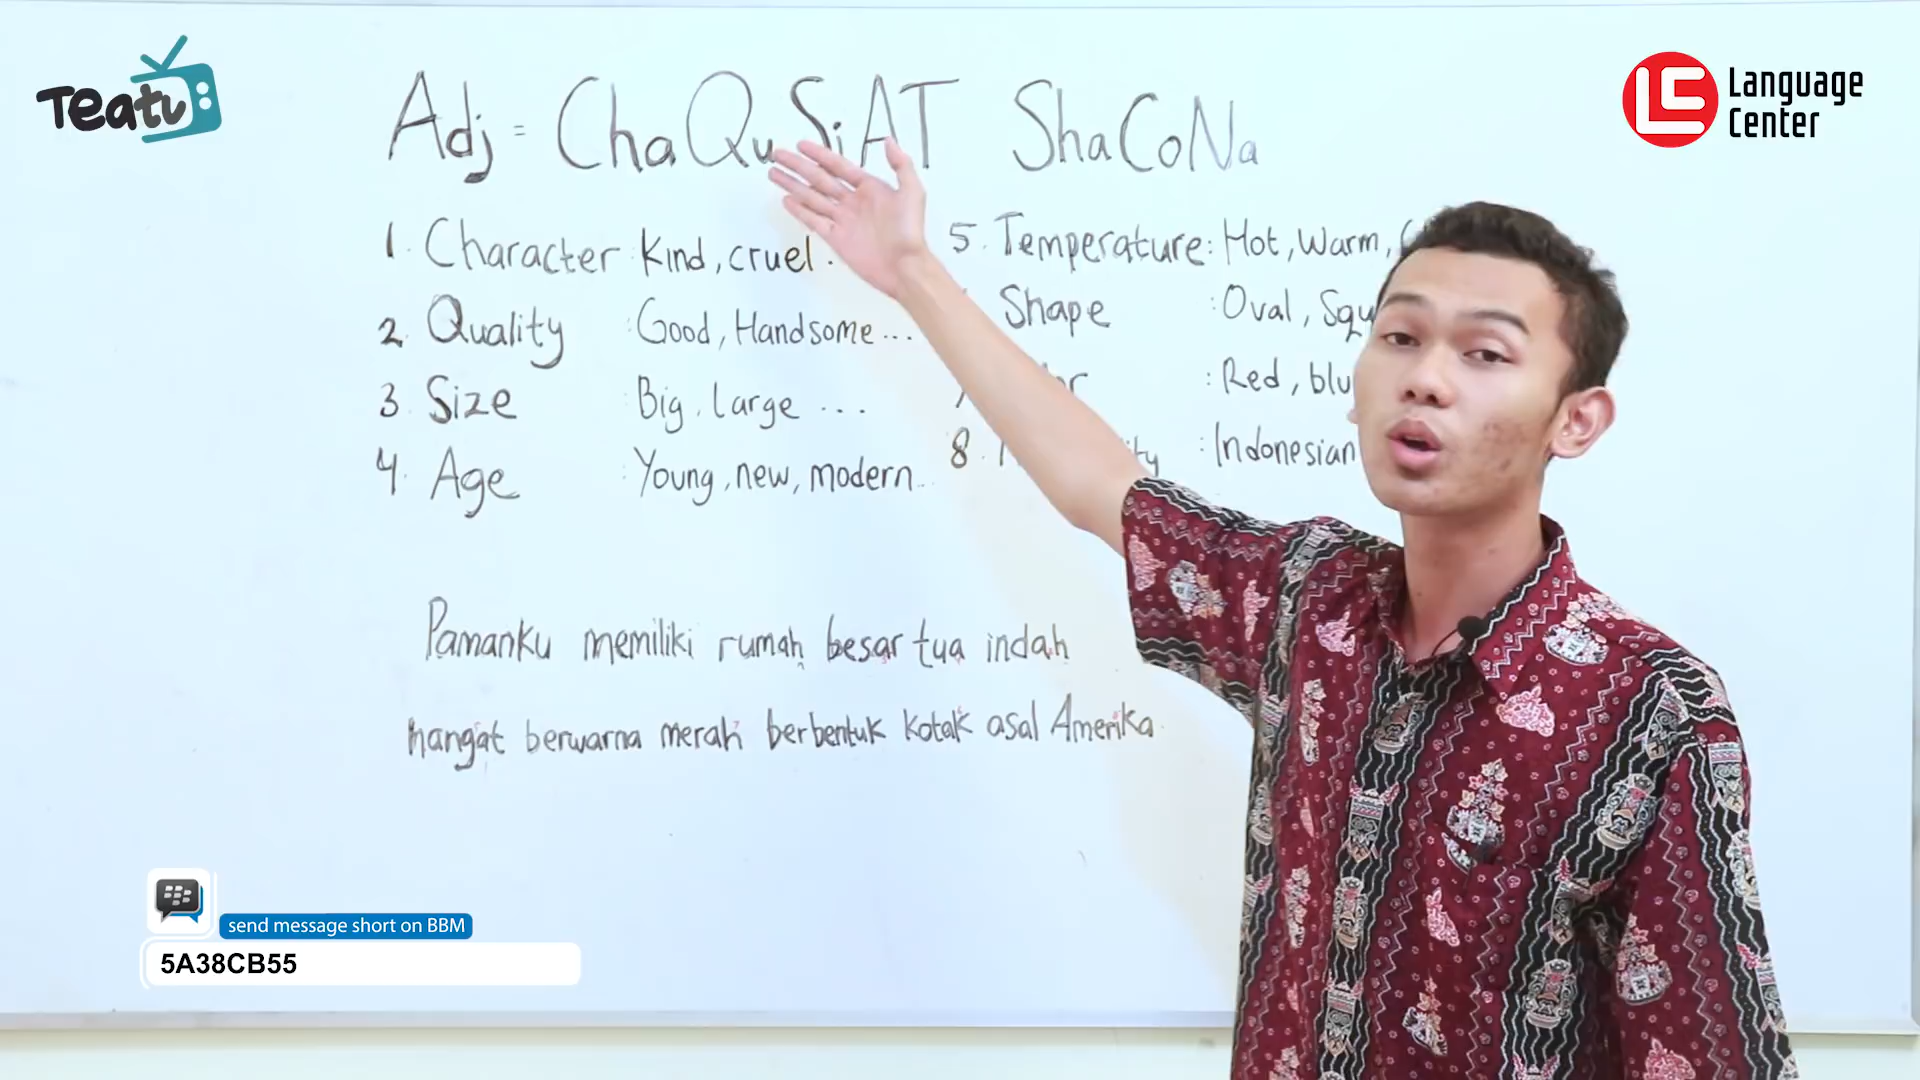 Teatv
LS Language Center
Adj = ChaQuSiAT ShaCoNa
1. Character : Kind, cruel.
2. Quality : Good, Handsome...
3. Size : Big, large ...
4. Age : Young, new, modern..
5. Temperature : Hot, Warm,
Shape : Oval,
: Red,
8. : Indonesian
Pamanku memiliki rumah besar tua indah
hangat berwarna merah berbentuk kotak asal Amerika.
send message short on BBM
5A38CB55